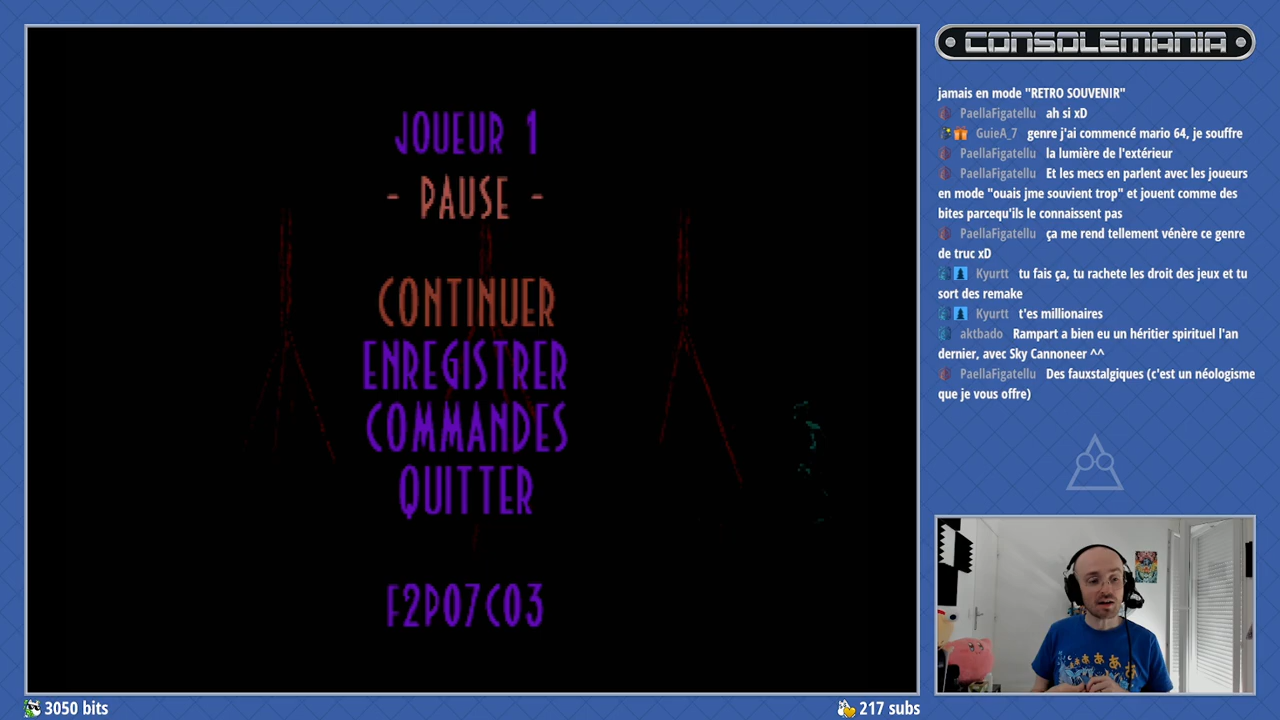 JOUEUR 1
- PAUSE -
CONTINUER
ENREGISTRER
COMMANDES
QUITTER
F2P07C03
3050 bits
217 subs
CONSOLEMANIA
jamais en mode "RETRO SOUVENIR"
PaellaFigatellu ah si xD
GuieA_7 genre j'ai commencé mario 64, je souffre
PaellaFigatellu la lumière de l'extérieur
PaellaFigatellu Et les mecs en parlent avec les joueurs
en mode "ouais jme souvient trop" et jouent comme des
bites parcequ'ils le connaissent pas
PaellaFigatellu ça me rend tellement vénère ce genre
de truc xD
Kyurtt tu fais ça, tu rachete les droit des jeux et tu
sort des remake
Kyurtt t'es millionaires
aktbado Rampart a bien eu un héritier spirituel l'an
dernier, avec Sky Cannoneer ^^
PaellaFigatellu Des fauxstalgiques (c'est un néologisme
que je vous offre)